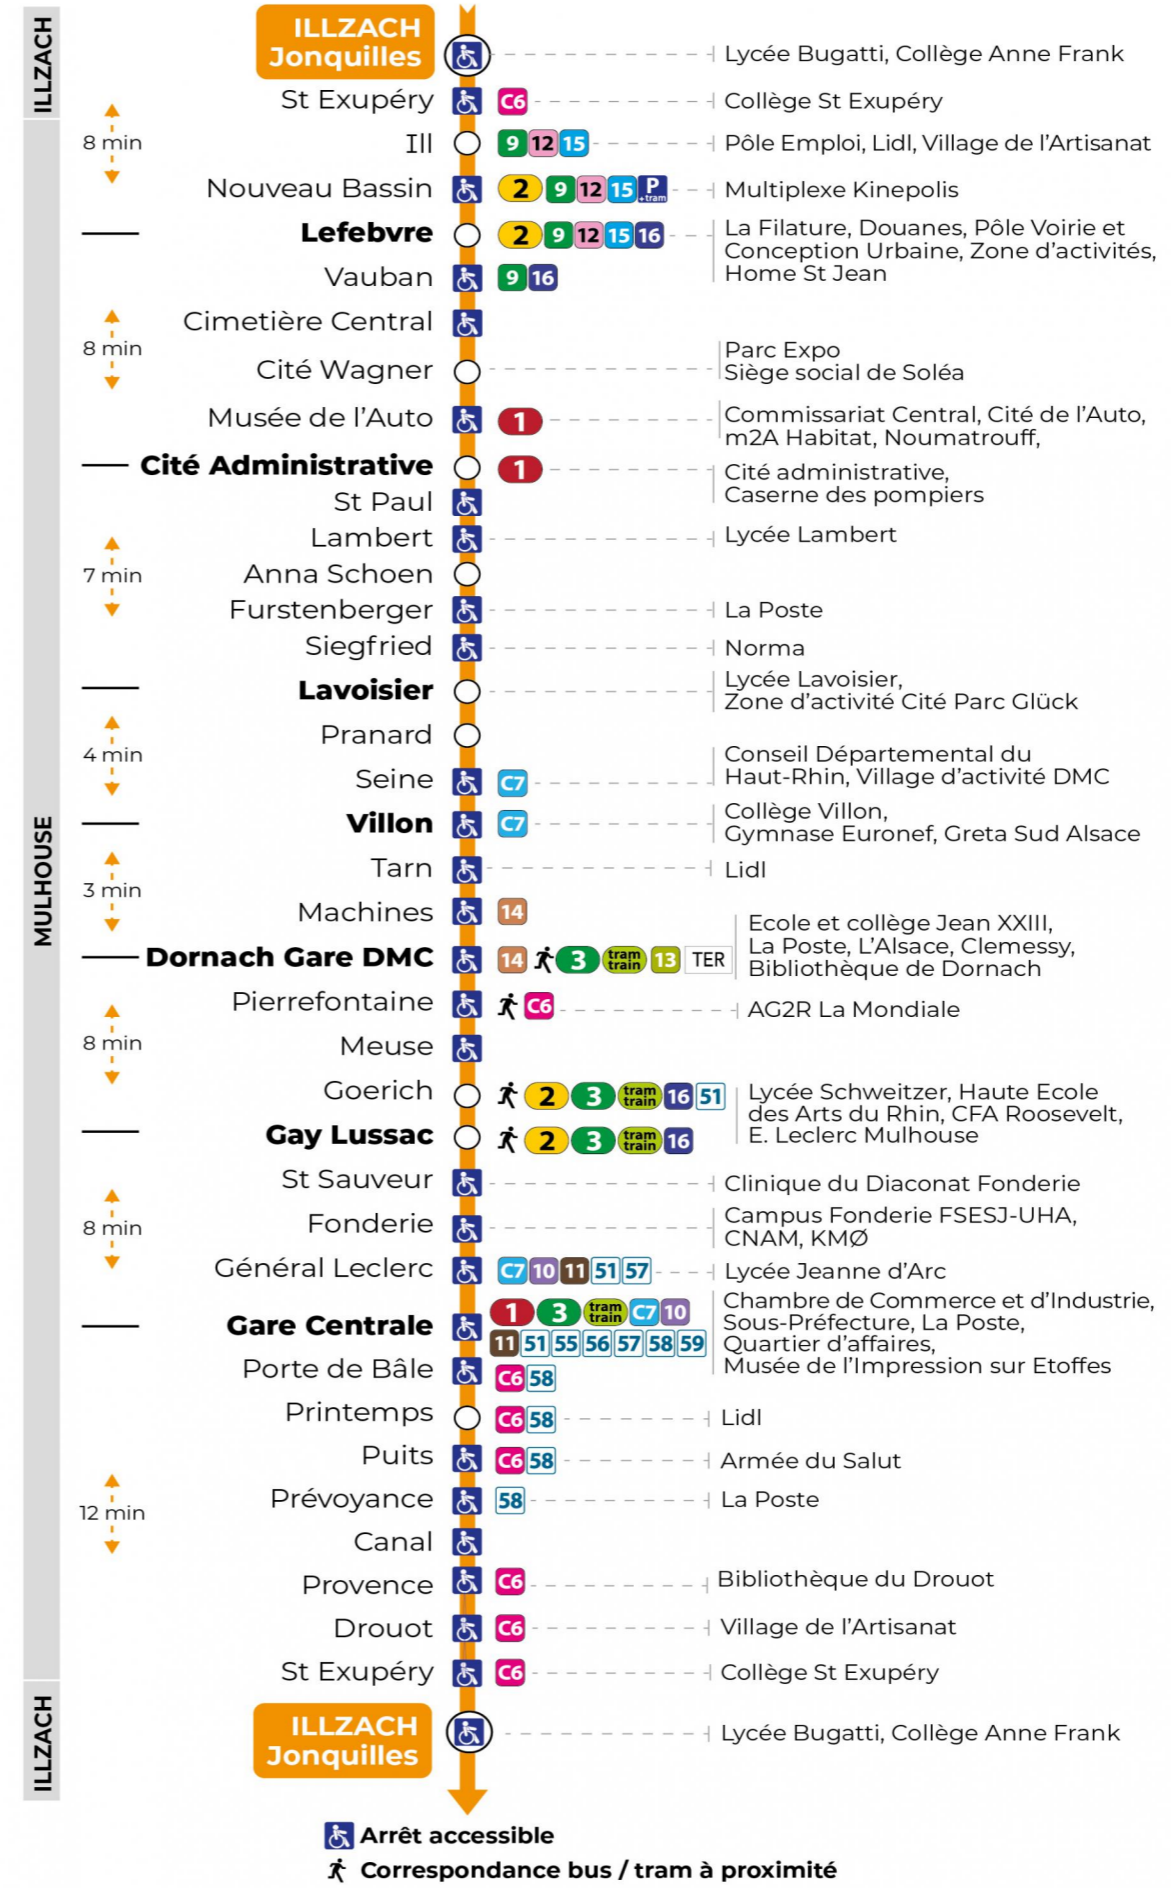 ILLZACH
ILLZACH
Jonquilles
Lycée Bugatti, Collège Anne Frank
St Exupéry C6 Collège St Exupéry
8 min
Ill 9 12 15 Pôle Emploi, Lidl, Village de l’Artisanat
MULHOUSE
Nouveau Bassin 2 9 12 15 P +tram Multiplexe Kinepolis
Lefebvre 2 9 12 15 16 La Filature, Douanes, Pôle Voirie et
Conception Urbaine, Zone d’activités,
Home St Jean
Vauban 9 16
8 min
Cimetière Central
Cité Wagner Parc Expo
Siège social de Soléa
Musée de l’Auto 1 Commissariat Central, Cité de l’Auto,
m2A Habitat, Noumatrouff,
Cité Administrative 1 Cité administrative,
Caserne des pompiers
St Paul
Lambert Lycée Lambert
7 min
Anna Schoen
Furstenberger La Poste
Siegfried Norma
Lavoisier Lycée Lavoisier,
Zone d’activité Cité Parc Glück
Pranard
4 min
Seine C7 Conseil Départemental du
Haut-Rhin, Village d’activité DMC
Villon C7 Collège Villon,
Gymnase Euronef, Greta Sud Alsace
Tarn Lidl
3 min
Machines 14
Dornach Gare DMC 14 3 tram train 13 TER Ecole et collège Jean XXIII,
La Poste, L’Alsace, Clemessy,
Bibliothèque de Dornach
Pierrefontaine C6 AG2R La Mondiale
8 min
Meuse
Goerich 2 3 tram train 16 51 Lycée Schweitzer, Haute Ecole
des Arts du Rhin, CFA Roosevelt,
E. Leclerc Mulhouse
Gay Lussac 2 3 tram train 16
St Sauveur Clinique du Diaconat Fonderie
8 min
Fonderie Campus Fonderie FSESJ-UHA,
CNAM, KMØ
Général Leclerc C7 10 11 51 57 Lycée Jeanne d’Arc
Gare Centrale 1 3 tram train C7 10
11 51 55 56 57 58 59
Chambre de Commerce et d’Industrie,
Sous-Préfecture, La Poste,
Quartier d’affaires,
Musée de l’Impression sur Etoffes
Porte de Bâle C6 58
Printemps C6 58 Lidl
Puits C6 58 Armée du Salut
12 min
Prévoyance 58 La Poste
Canal
Provence C6 Bibliothèque du Drouot
Drouot C6 Village de l’Artisanat
St Exupéry C6 Collège St Exupéry
ILLZACH
ILLZACH
Jonquilles
Lycée Bugatti, Collège Anne Frank
Arrêt accessible
Correspondance bus / tram à proximité